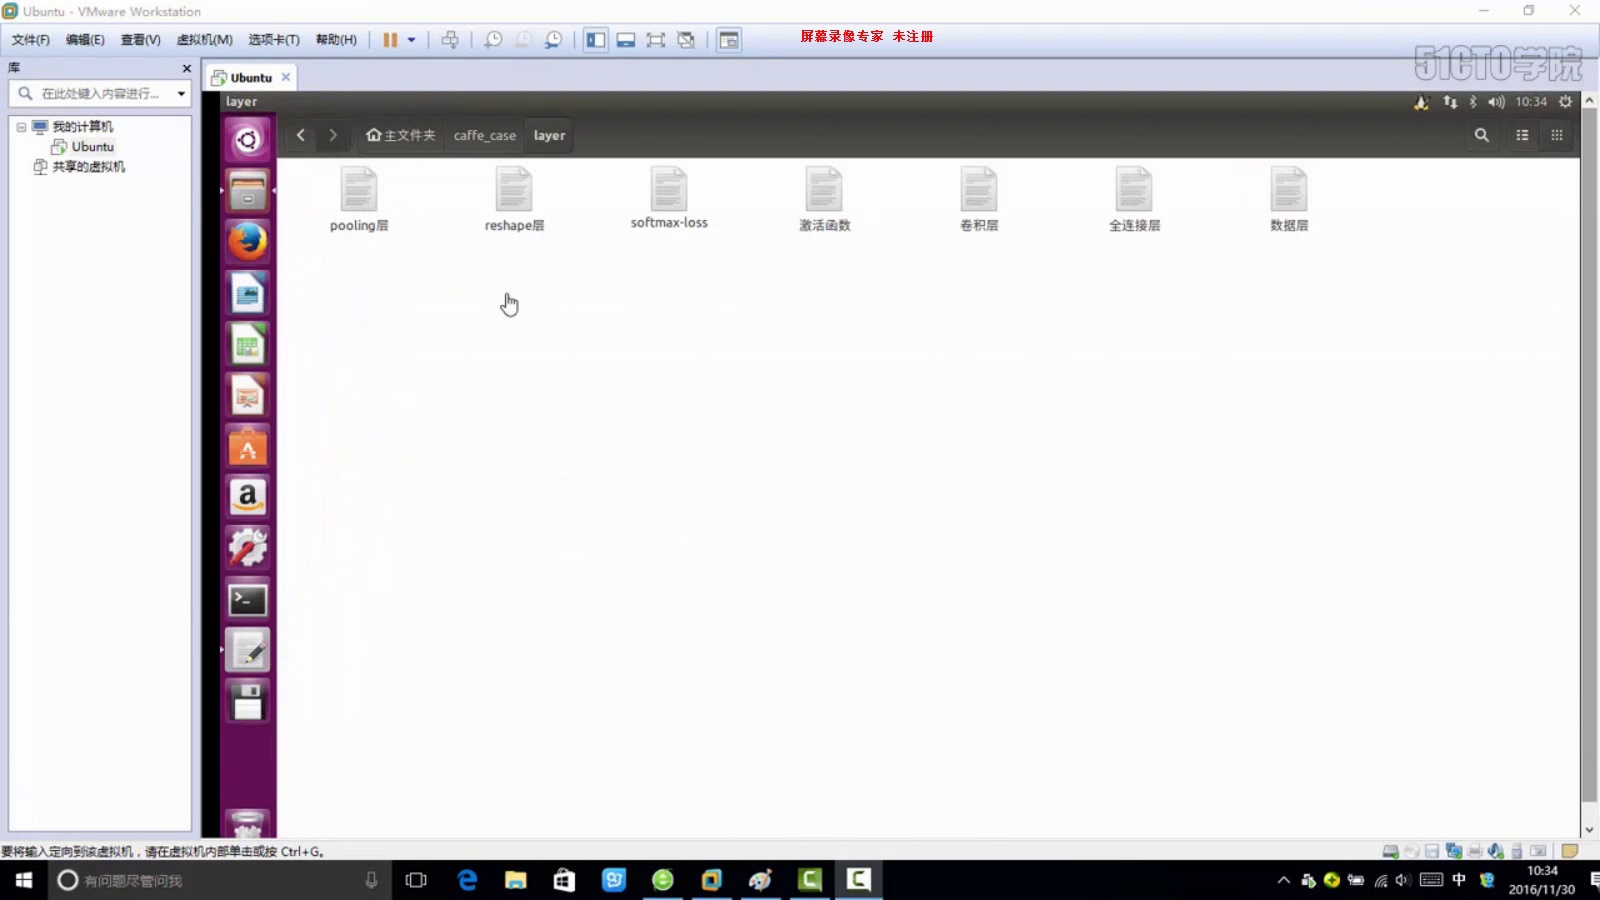 Ubuntu - VMware Workstation
文件(F) 编辑(E) 查看(V) 虚拟机(M) 选项卡(T) 帮助(H)
屏幕录像专家 未注册
51CTO学院
库
Ubuntu
在此处键入内容进行...
我的计算机
Ubuntu
共享的虚拟机
layer
10:34
主文件夹 caffe_case layer
pooling层 reshape层 softmax-loss 激活函数 卷积层 全连接层 数据层
要将输入定向到该虚拟机，请在虚拟机内部单击或按 Ctrl+G。
有问题尽管问我
中
10:34
2016/11/30